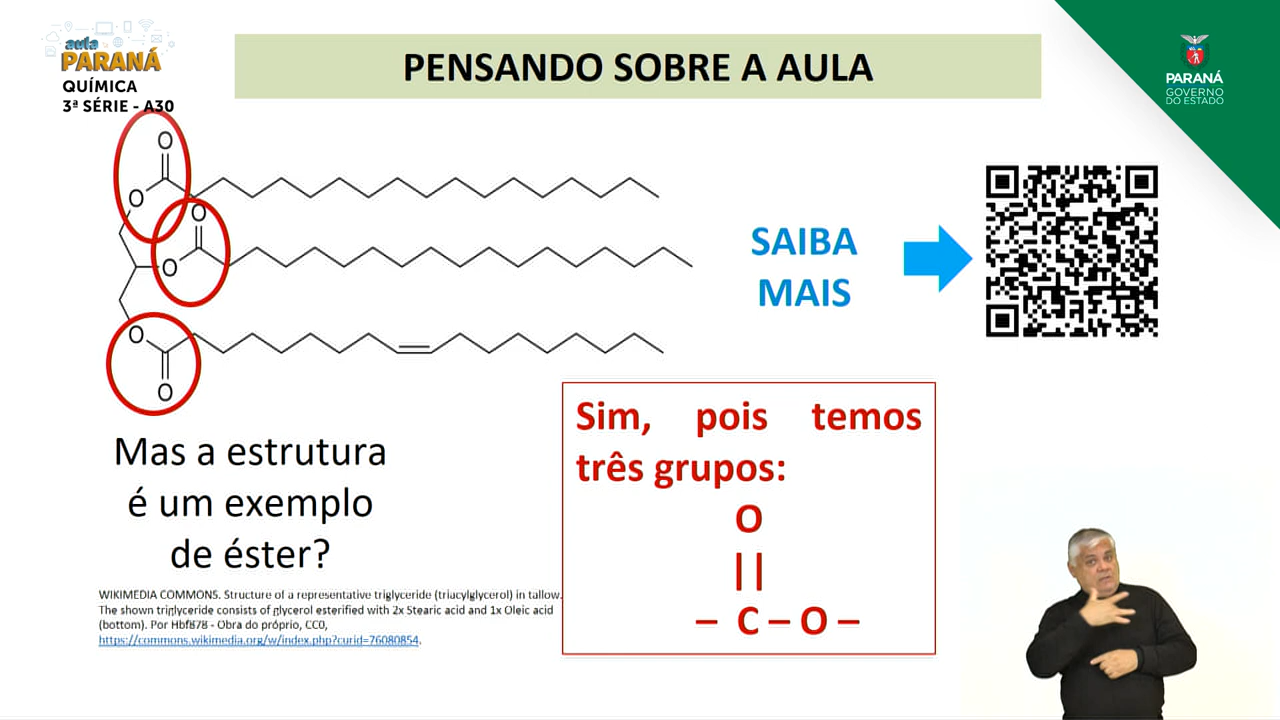 aula
PARANÁ
QUÍMICA
3ª SÉRIE - A30
PENSANDO SOBRE A AULA
PARANÁ
GOVERNO
DO ESTADO
O
O
O
O
O
O
SAIBA
MAIS
Mas a estrutura
é um exemplo
de éster?
Sim, pois temos
três grupos:
O
||
– C – O –
WIKIMEDIA COMMONS. Structure of a representative triglyceride (triacylglycerol) in tallow.
The shown triglyceride consists of glycerol esterified with 2x Stearic acid and 1x Oleic acid
(bottom). Por Hbf878 - Obra do próprio, CC0,
https://commons.wikimedia.org/w/index.php?curid=76080854.